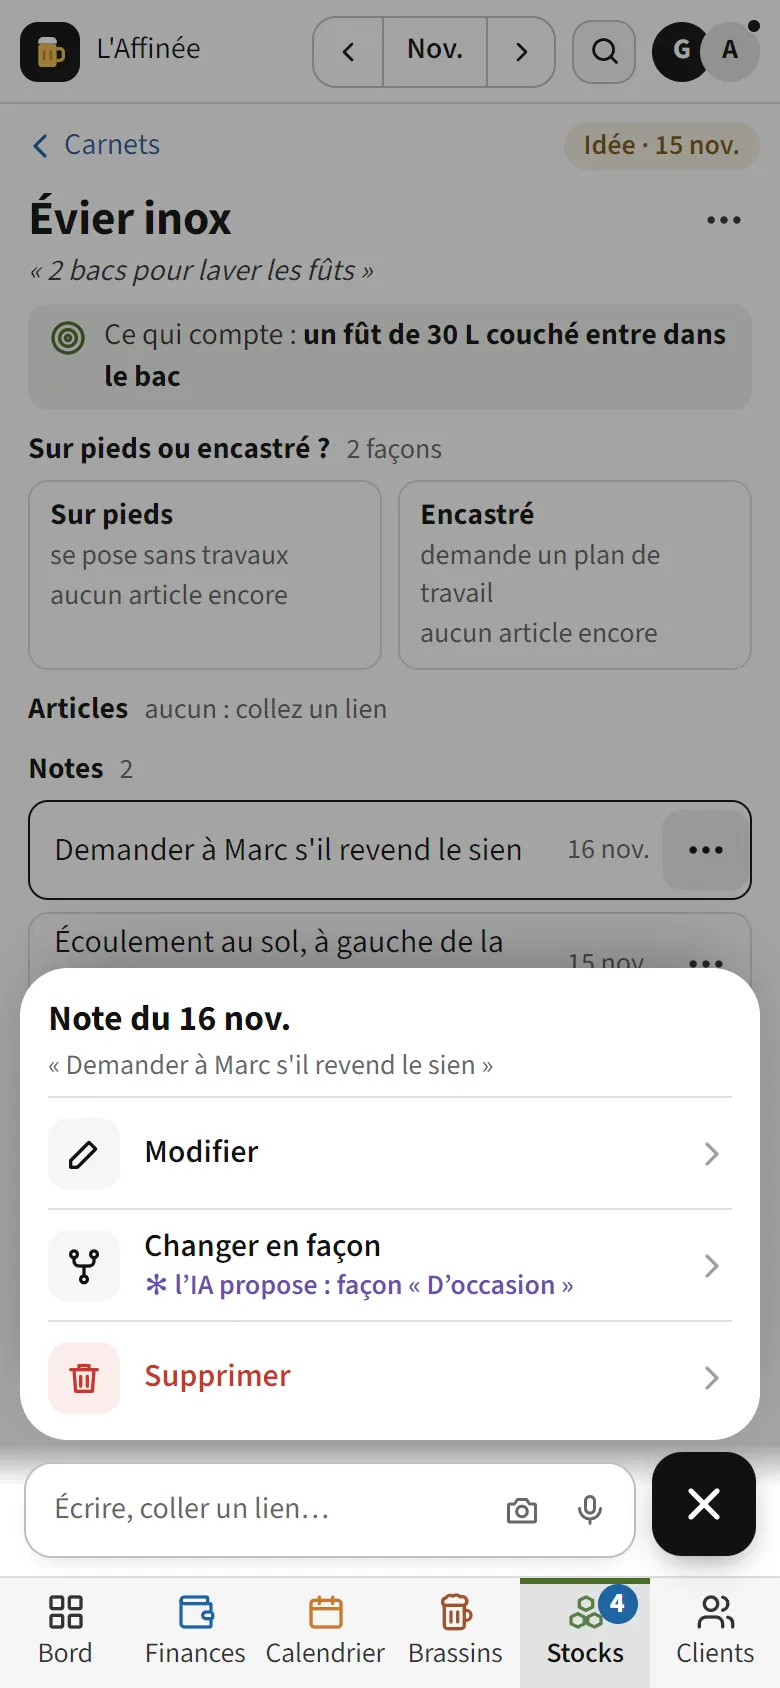 L'Affinée
Nov.
G
A
Carnets
Idée · 15 nov.
Évier inox
« 2 bacs pour laver les fûts »
Ce qui compte : un fût de 30 L couché entre dans
le bac
Sur pieds ou encastré ? 2 façons
Sur pieds
se pose sans travaux
aucun article encore
Encastré
demande un plan de
travail
aucun article encore
Articles aucun : collez un lien
Notes 2
Demander à Marc s'il revend le sien 16 nov.
Écoulement au sol, à gauche de la
15 nov.
Note du 16 nov.
« Demander à Marc s'il revend le sien »
Modifier
Changer en façon
✻ l’IA propose : façon « D’occasion »
Supprimer
Écrire, coller un lien…
4
Bord
Finances
Calendrier
Brassins
Stocks
Clients